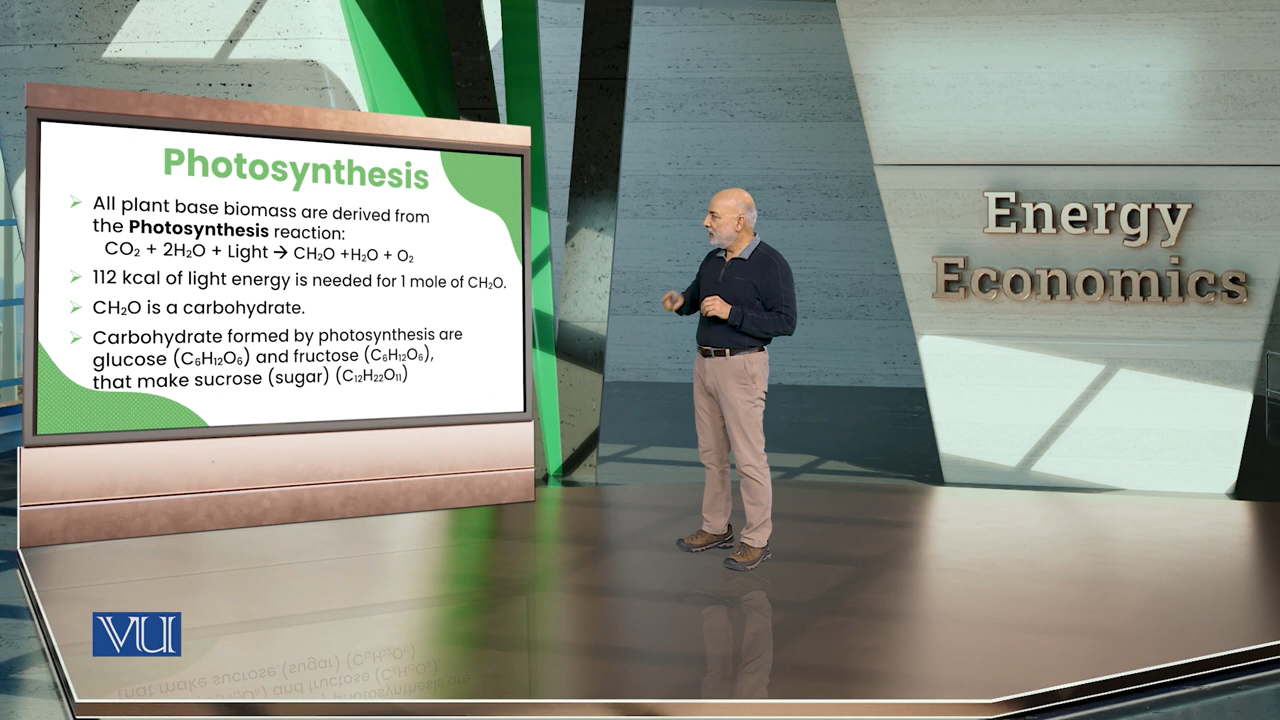 Photosynthesis
➢ All plant base biomass are derived from
the Photosynthesis reaction:
CO₂ + 2H₂O + Light → CH₂O +H₂O + O₂
➢ 112 kcal of light energy is needed for 1 mole of CH₂O.
➢ CH₂O is a carbohydrate.
➢ Carbohydrate formed by photosynthesis are
glucose (C₆H₁₂O₆) and fructose (C₆H₁₂O₆),
that make sucrose (sugar) (C₁₂H₂₂O₁₁)
Energy
Economics
VU